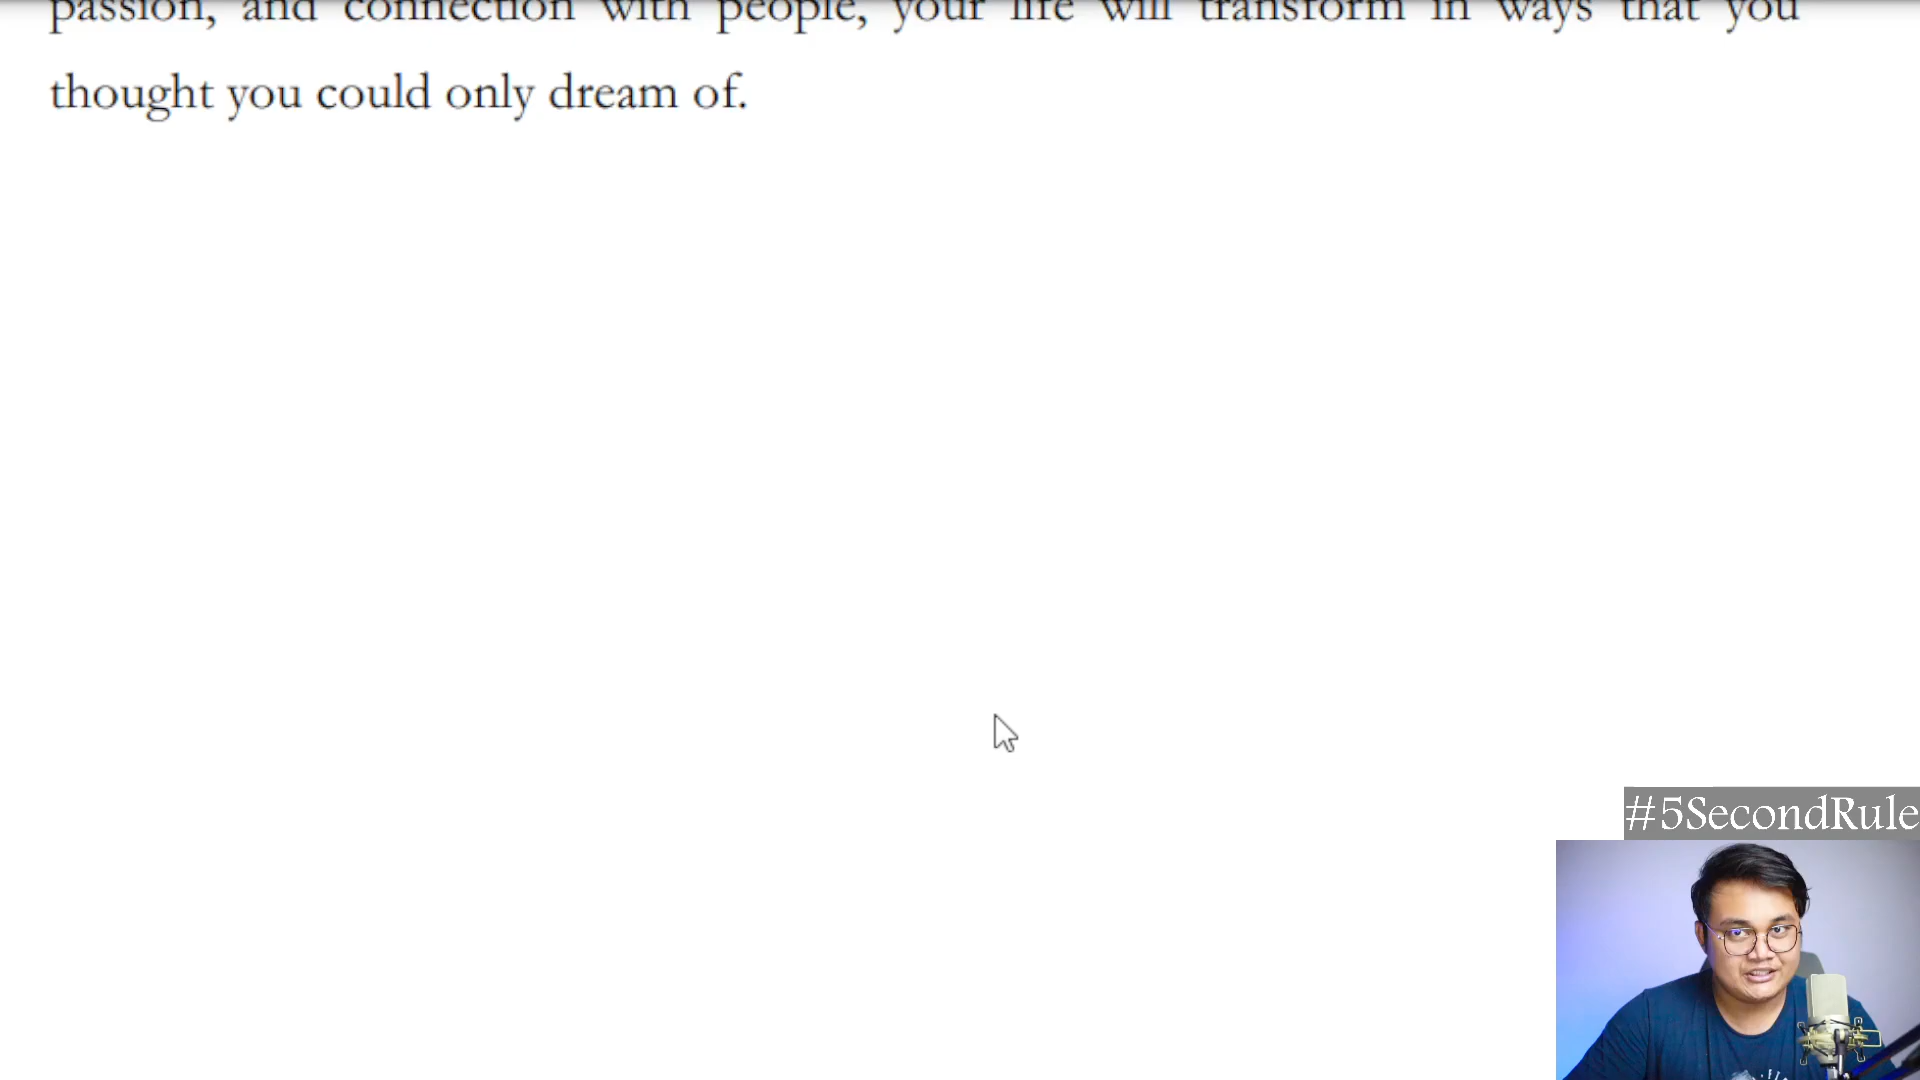 passion, and connection with people, your life will transform in ways that you
thought you could only dream of.
#5SecondRule